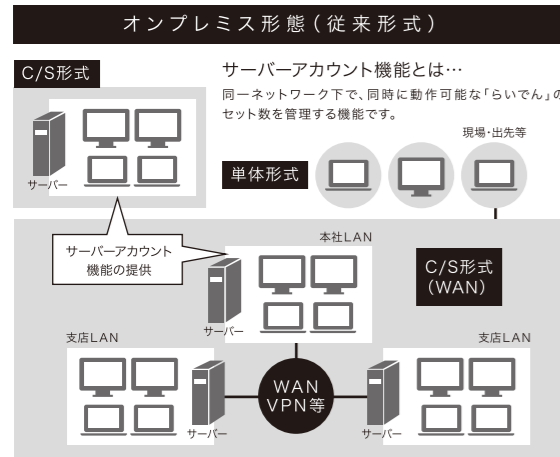 オンプレミス形態(従来形式)
C/S形式
サーバー
サーバーアカウント機能とは…
同一ネットワーク下で、同時に動作可能な「らいでん」の
セット数を管理する機能です。
現場・出先等
単体形式
サーバーアカウント
機能の提供
本社LAN
サーバー
C/S形式
(WAN)
支店LAN
サーバー
WAN
VPN等
支店LAN
サーバー